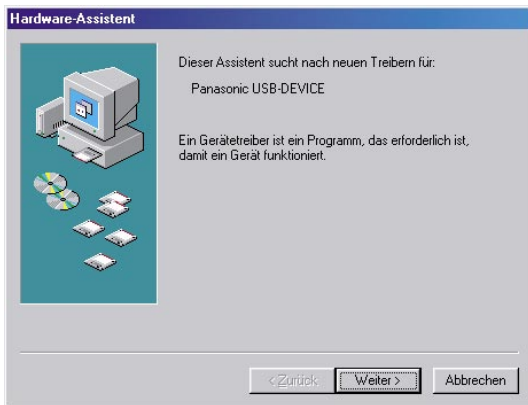 Hardware-Assistent
Dieser Assistent sucht nach neuen Treibern für:
Panasonic USB-DEVICE
Ein Gerätetreiber ist ein Programm, das erforderlich ist,
damit ein Gerät funktioniert.
< Zurück Weiter > Abbrechen